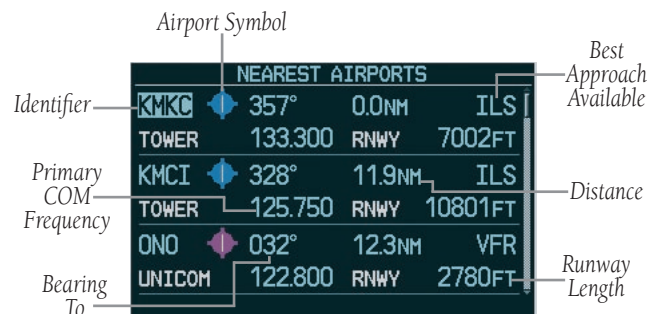 Airport Symbol
Best
Approach
Available
NEAREST AIRPORTS
Identifier
KMKC 357° 0.0NM ILS
TOWER 133.300 RNWY 7002FT
Primary
COM
Frequency
KMCI 328° 11.9NM ILS
Distance
TOWER 125.750 RNWY 10801FT
ONO 032° 12.3NM VFR
UNICOM 122.800 RNWY 2780FT
Runway
Length
Bearing
To